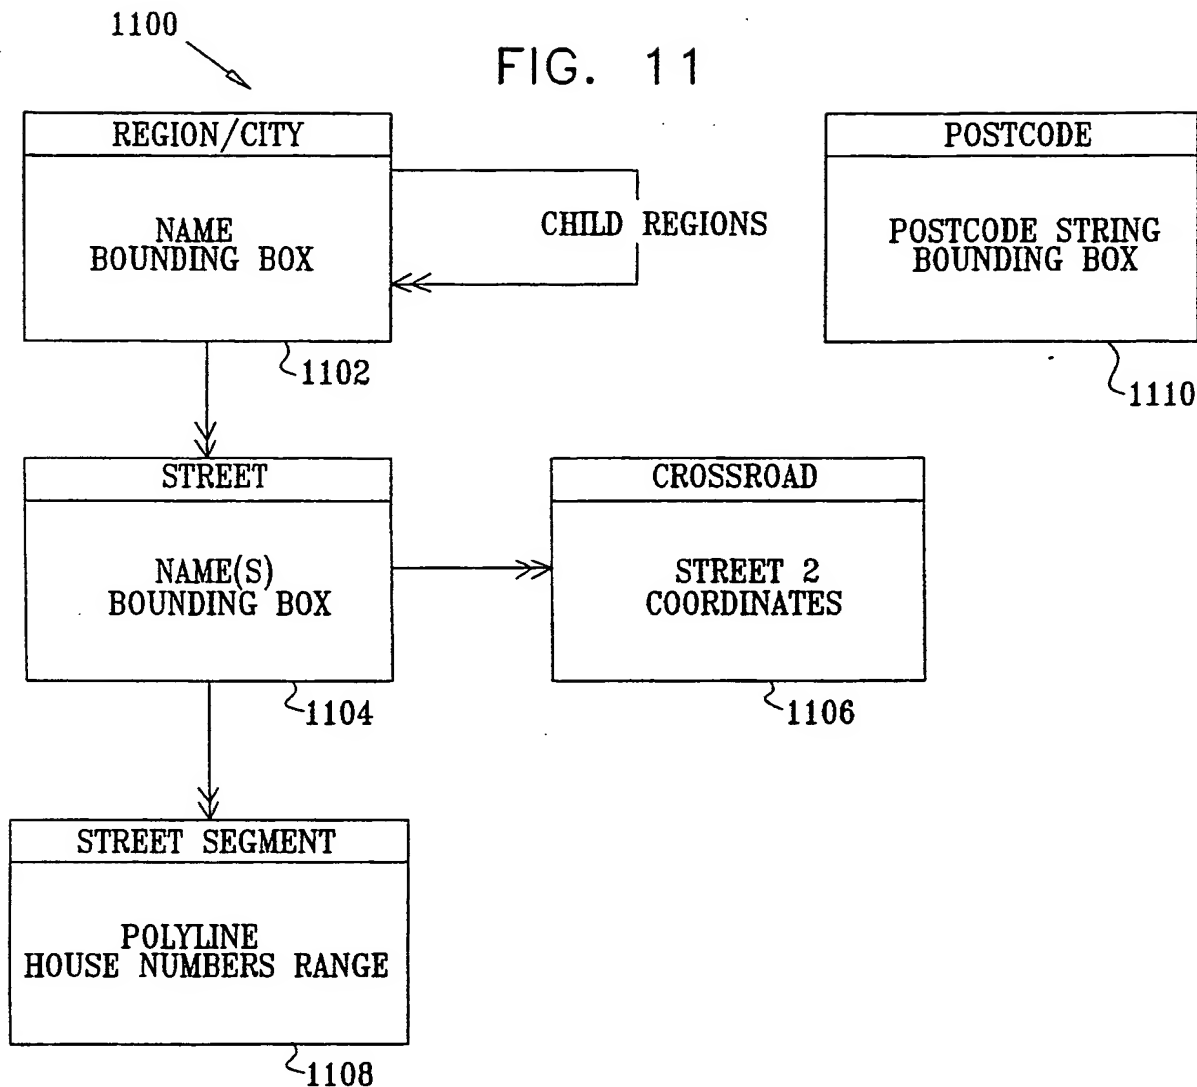 1100
FIG. 11
REGION/CITY
NAME
BOUNDING BOX
CHILD REGIONS
1102
POSTCODE
POSTCODE STRING
BOUNDING BOX
1110
STREET
NAME(S)
BOUNDING BOX
1104
CROSSROAD
STREET 2
COORDINATES
1106
STREET SEGMENT
POLYLINE
HOUSE NUMBERS RANGE
1108